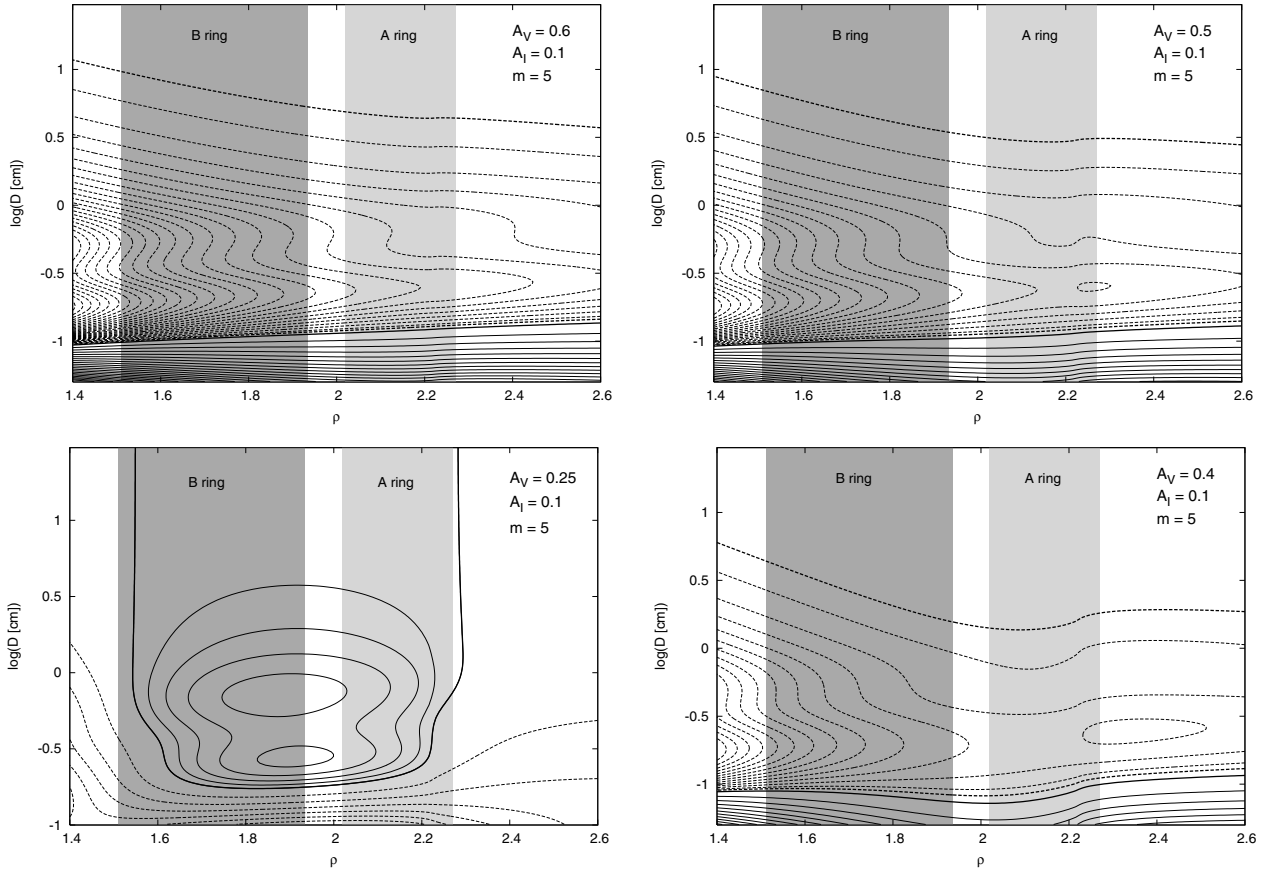 B ring
A ring
A_V = 0.6
A_I = 0.1
m = 5
log(D [cm])
1
0.5
0
-0.5
-1
1.4 1.6 1.8 2 2.2 2.4 2.6
ρ
B ring
A ring
A_V = 0.5
A_I = 0.1
m = 5
log(D [cm])
1
0.5
0
-0.5
-1
1.4 1.6 1.8 2 2.2 2.4 2.6
ρ
B ring
A ring
A_V = 0.25
A_I = 0.1
m = 5
log(D [cm])
1
0.5
0
-0.5
-1
1.4 1.6 1.8 2 2.2 2.4 2.6
ρ
B ring
A ring
A_V = 0.4
A_I = 0.1
m = 5
log(D [cm])
1
0.5
0
-0.5
-1
1.4 1.6 1.8 2 2.2 2.4 2.6
ρ